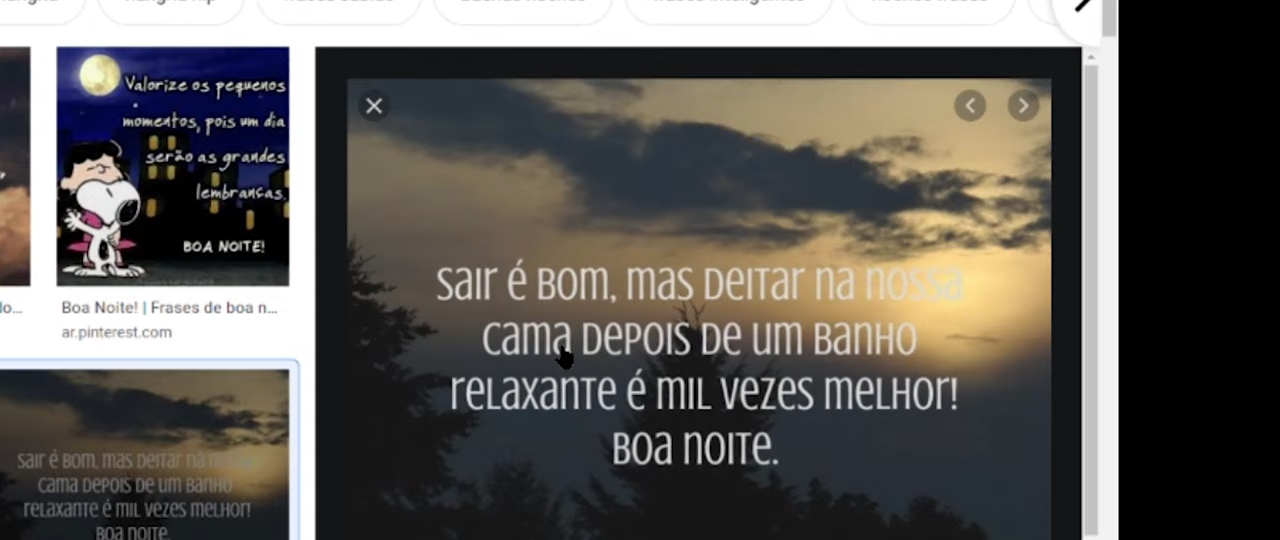 Valorize os pequenos
momentos, pois um dia
serão as grandes
lembranças.
BOA NOITE!
Boa Noite! | Frases de boa n...
ar.pinterest.com
lo...
sair é bom, mas deitar na nossa
cama depois de um banho
relaxante é mil vezes melhor!
Boa noite.
sair é bom, mas deitar na
cama depois de um banho
relaxante é mil vezes melhor!
Boa noite.